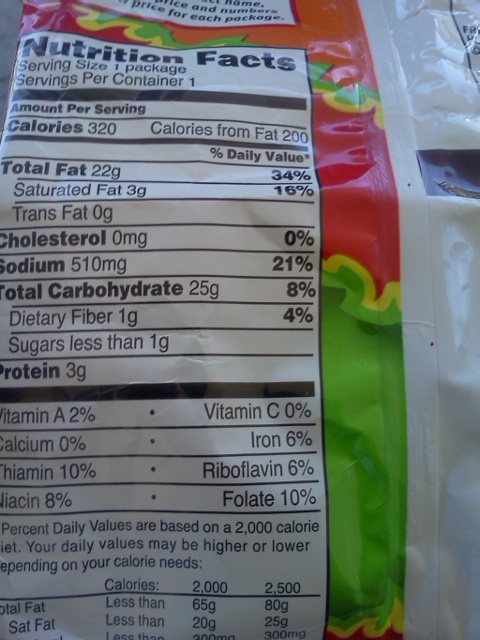 price and numbers
price for each package.
Nutrition Facts
Serving Size 1 package
Servings Per Container 1
Amount Per Serving
Calories 320 Calories from Fat 200
% Daily Value*
Total Fat 22g 34%
Saturated Fat 3g 16%
Trans Fat 0g
Cholesterol 0mg 0%
Sodium 510mg 21%
Total Carbohydrate 25g 8%
Dietary Fiber 1g 4%
Sugars less than 1g
Protein 3g
Vitamin A 2% • Vitamin C 0%
Calcium 0% Iron 6%
Thiamin 10% • Riboflavin 6%
Niacin 8% • Folate 10%
Percent Daily Values are based on a 2,000 calorie
diet. Your daily values may be higher or lower
depending on your calorie needs:
Calories: 2,000 2,500
Total Fat Less than 65g 80g
Sat Fat Less than 20g 25g
Less than 300mg 300mg